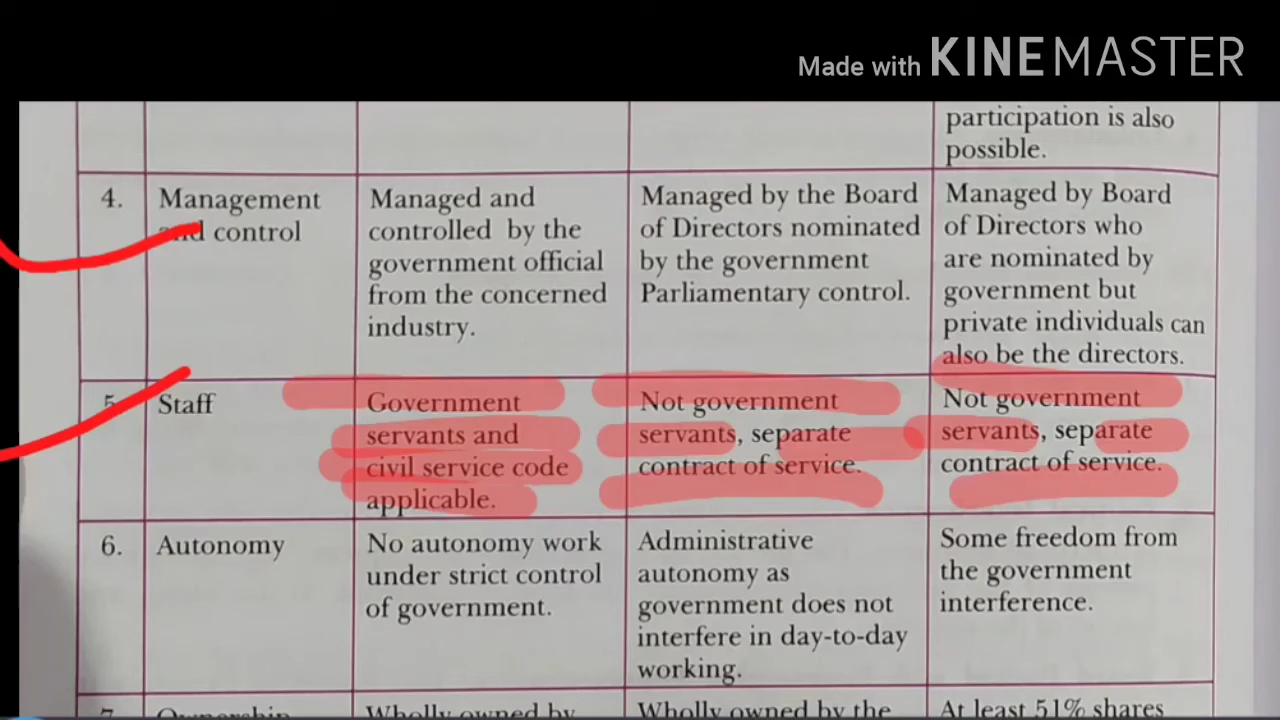 Made with KINEMASTER
participation is also
possible.
4.
Management
and control
Managed and
controlled by the
government official
from the concerned
industry.
Managed by the Board
of Directors nominated
by the government
Parliamentary control.
Managed by Board
of Directors who
are nominated by
government but
private individuals can
also be the directors.
5.
Staff
Government
servants and
civil service code
applicable.
Not government
servants, separate
contract of service.
Not government
servants, separate
contract of service.
6.
Autonomy
No autonomy work
under strict control
of government.
Administrative
autonomy as
government does not
interfere in day-to-day
working.
Some freedom from
the government
interference.
7.
Ownership
Wholly owned by
Wholly owned by the
At least 51% shares